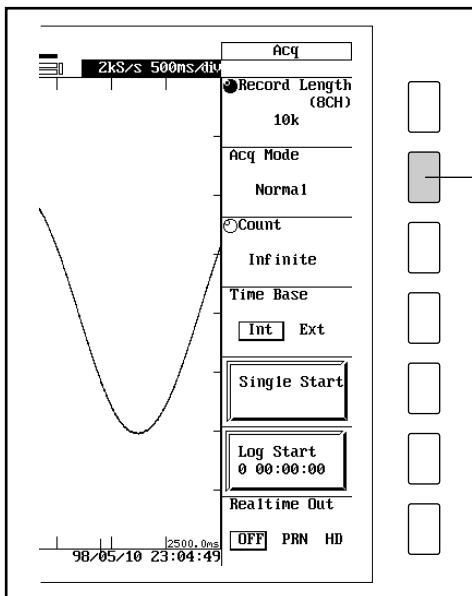 2kS/s 500ms/div
Acq
Record Length
(8CH)
10k
Acq Mode
Normal
Count
Infinite
Time Base
Int Ext
Single Start
Log Start
0 00:00:00
Realtime Out
OFF PRN HD
2500.0ms
98/05/10 23:04:49